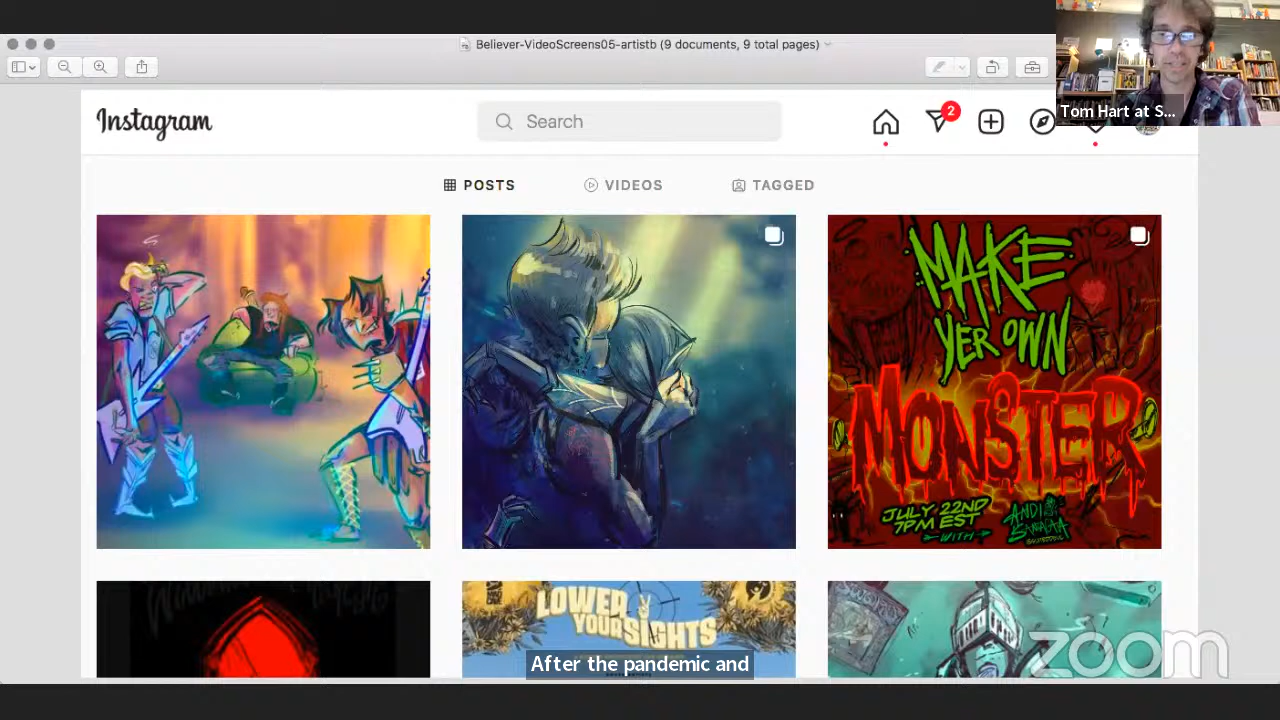 Believer-VideoScreens05-artistb (9 documents, 9 total pages)
Tom Hart at S...
Instagram
Search
2
POSTS
VIDEOS
TAGGED
MAKE
YER OWN
MONSTER
JULY 22ND
7PM EST
WITH
ANDI
LOWER
YOUR SIGHTS
After the pandemic and
zoom